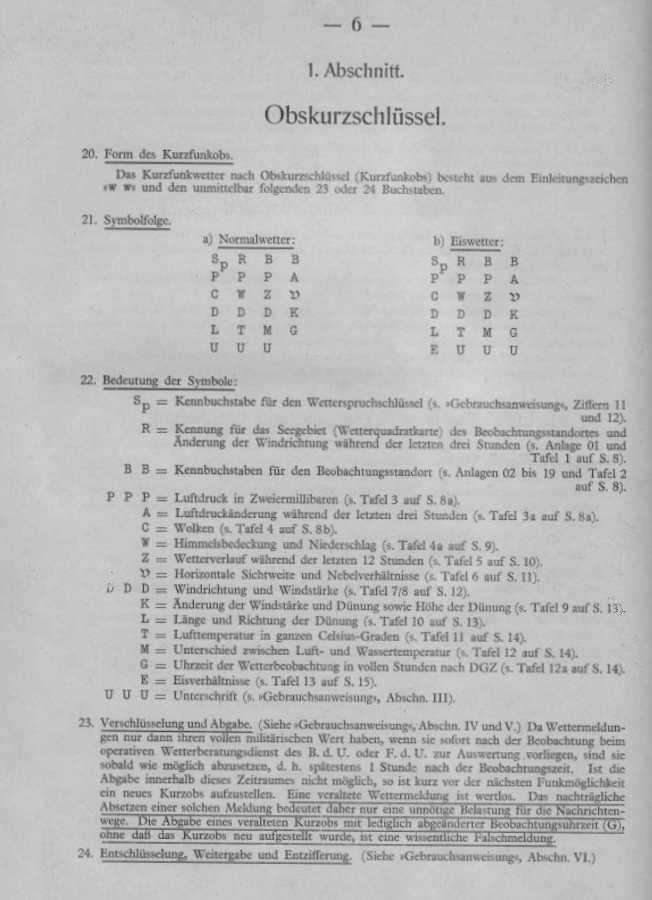 — 6 —
1. Abschnitt.
Obskurzschlüssel.
20. Form des Kurzfunkobs.
Das Kurzfunkwetter nach Obskurzschlüssel (Kurzfunkobs) besteht aus dem Einleitungszeichen
»W W« und den unmittelbar folgenden 23 oder 24 Buchstaben.
21. Symbolfolge.
a) Normalwetter: b) Eiswetter:
Sp R B B Sp R B B
P P P A P P P A
C W Z 𝔙 C W Z 𝔙
D D D K D D D K
L T M G L T M G
U U U E U U U
22. Bedeutung der Symbole:
Sp = Kennbuchstabe für den Wetterspruchschlüssel (s. »Gebrauchsanweisung«, Ziffern 11
und 12).
R = Kennung für das Seegebiet (Wetterquadratkarte) des Beobachtungsstandortes und
Änderung der Windrichtung während der letzten drei Stunden (s. Anlage 01 und
Tafel 1 auf S. 8).
B B = Kennbuchstaben für den Beobachtungsstandort (s. Anlagen 02 bis 19 und Tafel 2
auf S. 8).
P P P = Luftdruck in Zweiermillibaren (s. Tafel 3 auf S. 8a).
A = Luftdruckänderung während der letzten drei Stunden (s. Tafel 3a auf S. 8a).
C = Wolken (s. Tafel 4 auf S. 8b).
W = Himmelsbedeckung und Niederschlag (s. Tafel 4a auf S. 9).
Z = Wetterverlauf während der letzten 12 Stunden (s. Tafel 5 auf S. 10).
𝔙 = Horizontale Sichtweite und Nebelverhältnisse (s. Tafel 6 auf S. 11).
D D D = Windrichtung und Windstärke (s. Tafel 7/8 auf S. 12).
K = Änderung der Windstärke und Dünung sowie Höhe der Dünung (s. Tafel 9 auf S. 13).
L = Länge und Richtung der Dünung (s. Tafel 10 auf S. 13).
T = Lufttemperatur in ganzen Celsius-Graden (s. Tafel 11 auf S. 14).
M = Unterschied zwischen Luft- und Wassertemperatur (s. Tafel 12 auf S. 14).
G = Uhrzeit der Wetterbeobachtung in vollen Stunden nach DGZ (s. Tafel 12a auf S. 14).
E = Eisverhältnisse (s. Tafel 13 auf S. 15).
U U U = Unterschrift (s. »Gebrauchsanweisung«, Abschn. III).
23. Verschlüsselung und Abgabe. (Siehe »Gebrauchsanweisung«, Abschn. IV und V.) Da Wettermeldun-
gen nur dann ihren vollen militärischen Wert haben, wenn sie sofort nach der Beobachtung beim
operativen Wetterberatungsdienst des B. d. U. oder F. d. U. zur Auswertung vorliegen, sind sie
sobald wie möglich abzusetzen, d. h. spätestens 1 Stunde nach der Beobachtungszeit. Ist die
Abgabe innerhalb dieses Zeitraumes nicht möglich, so ist kurz vor der nächsten Funkmöglichkeit
ein neues Kurzobs aufzustellen. Eine veraltete Wettermeldung ist wertlos. Das nachträgliche
Absetzen einer solchen Meldung bedeutet daher nur eine unnötige Belastung für die Nachrichten-
wege. Die Abgabe eines veralteten Kurzobs mit lediglich abgeänderter Beobachtungsuhrzeit (G),
ohne daß das Kurzobs neu aufgestellt wurde, ist eine wissentliche Falschmeldung.
24. Entschlüsselung, Weitergabe und Entzifferung. (Siehe »Gebrauchsanweisung«, Abschn. VI.)